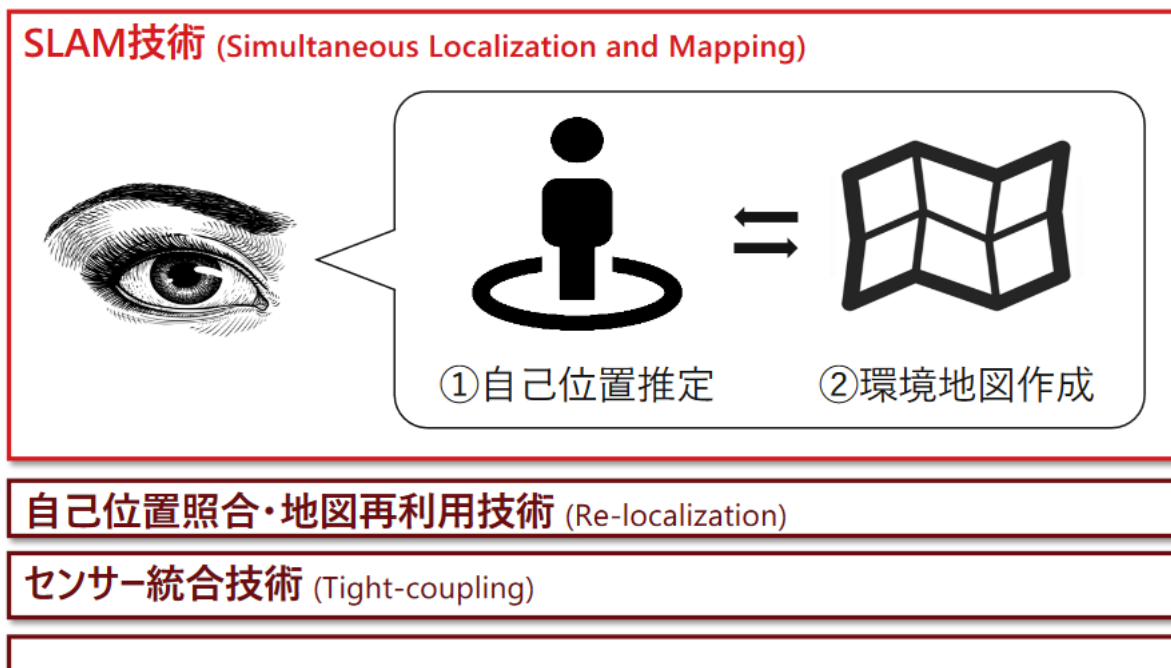 SLAM技術 (Simultaneous Localization and Mapping)
①自己位置推定
②環境地図作成
自己位置照合・地図再利用技術 (Re-localization)
センサー統合技術 (Tight-coupling)